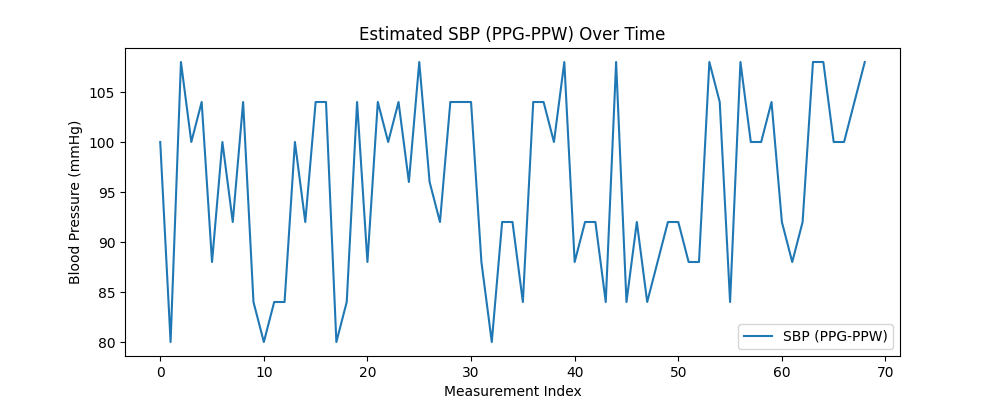 Estimated SBP (PPG-PPW) Over Time
Blood Pressure (mmHg)
105
100
95
90
85
80
SBP (PPG-PPW)
0 10 20 30 40 50 60 70
Measurement Index